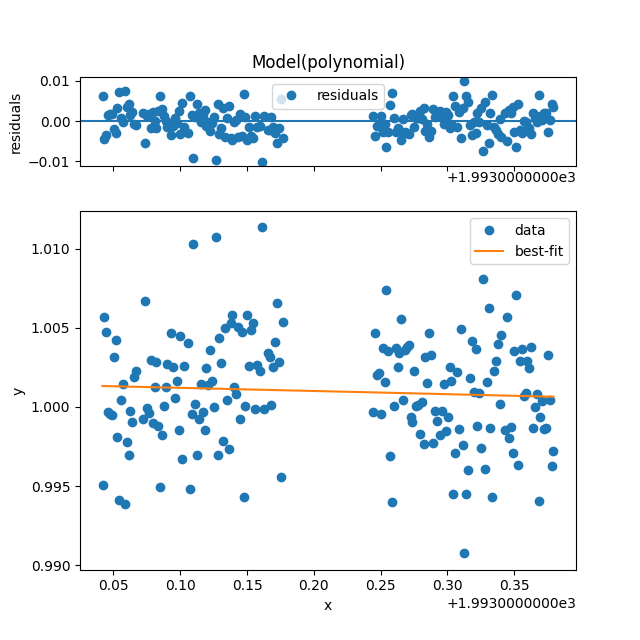 Model(polynomial)
0.01
0.00
−0.01
residuals
residuals
+1.9930000000e3
1.010
1.005
1.000
0.995
0.990
y
data
best-fit
0.05
0.10
0.15
0.20
0.25
0.30
0.35
x
+1.9930000000e3